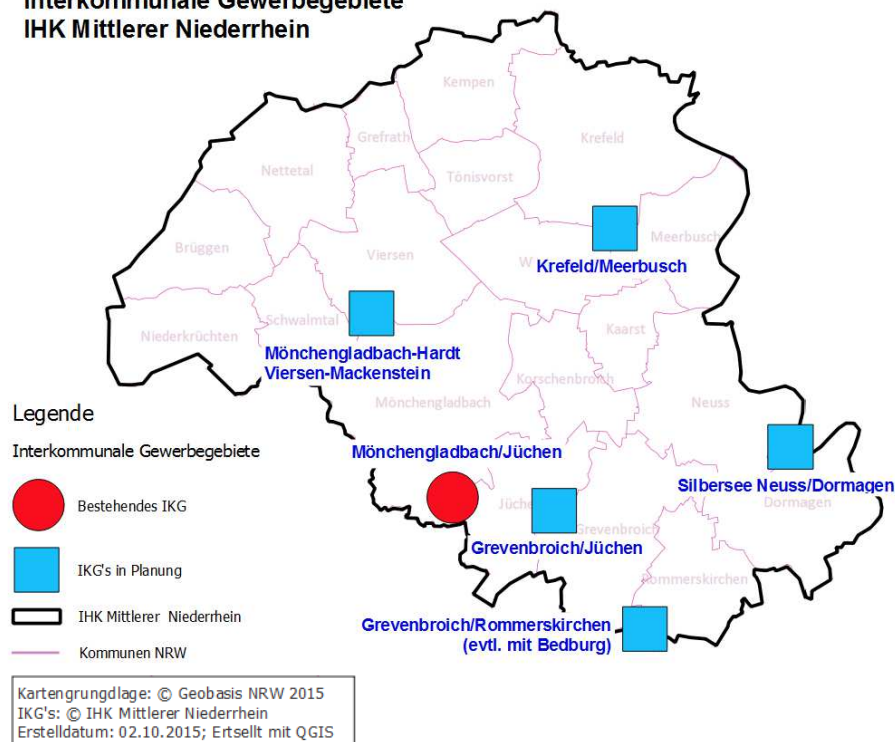 Interkommunale Gewerbegebiete
IHK Mittlerer Niederrhein
Kempen
Grefrath
Krefeld
Nettetal
Tönisvorst
Brüggen
Viersen
W
Meerbusch
Krefeld/Meerbusch
Niederkrüchten
Schwalmtal
Kaarst
Mönchengladbach-Hardt
Viersen-Mackenstein
Korschenbroich
Mönchengladbach
Neuss
Legende
Interkommunale Gewerbegebiete
Mönchengladbach/Jüchen
Bestehendes IKG
Jüche
Silbersee Neuss/Dormagen
Dormagen
Grevenbroich
Grevenbroich/Jüchen
IKG's in Planung
Rommerskirchen
IHK Mittlerer Niederrhein
Grevenbroich/Rommerskirchen
(evtl. mit Bedburg)
Kommunen NRW
Kartengrungdlage: © Geobasis NRW 2015
IKG's: © IHK Mittlerer Niederrhein
Erstelldatum: 02.10.2015; Ertsellt mit QGIS